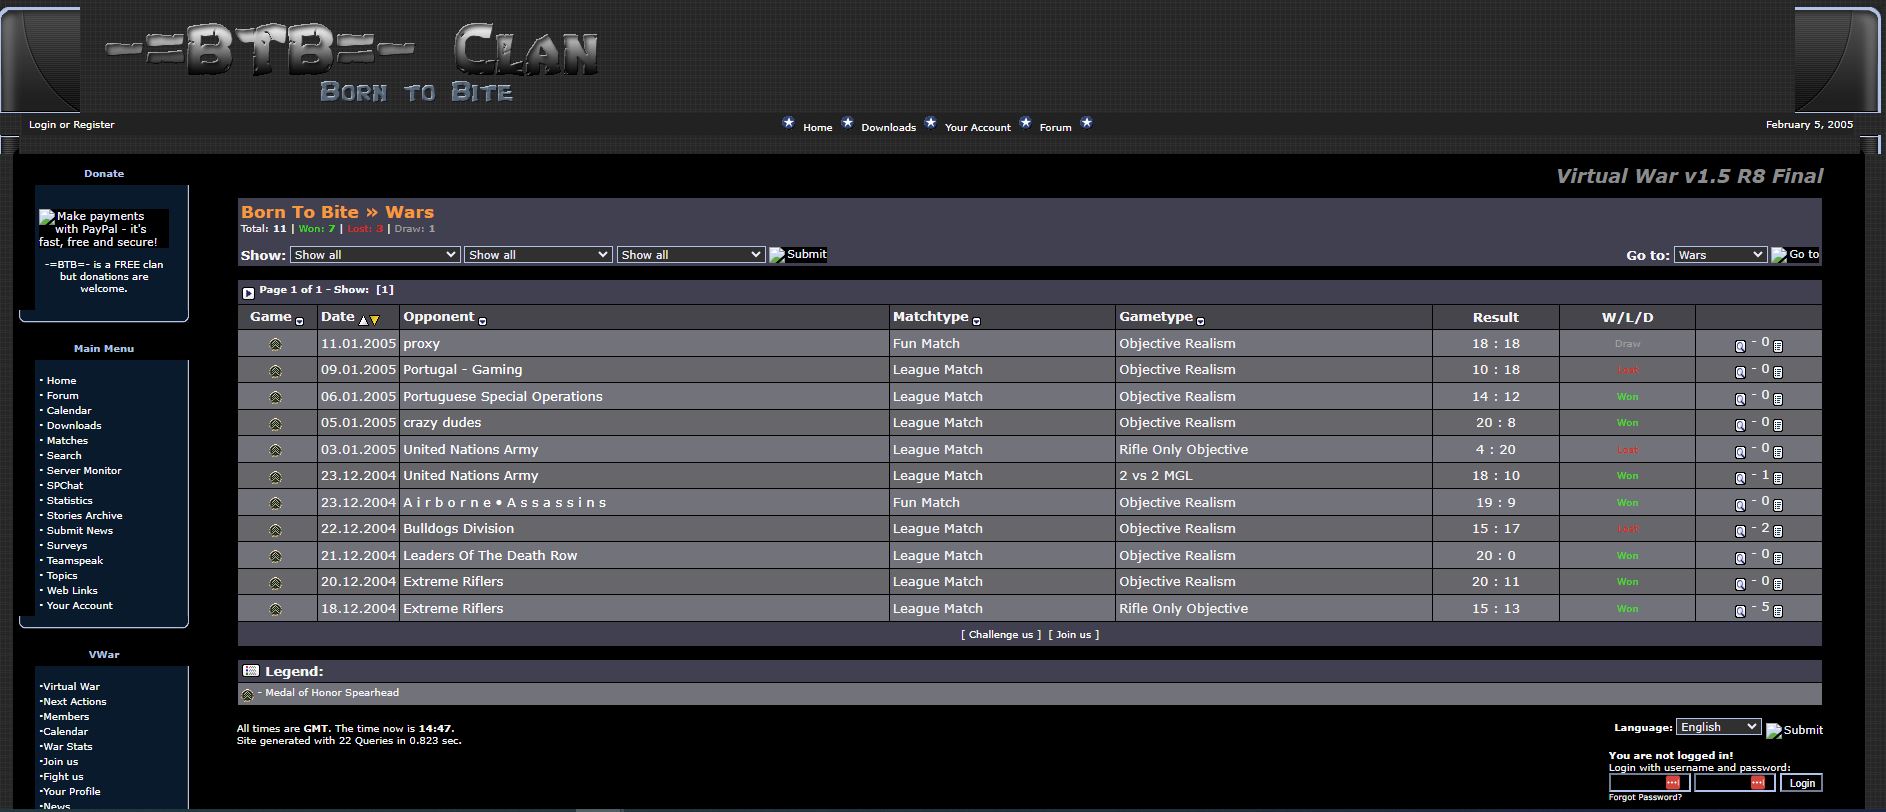 -=BTB=- Clan
Born to Bite
Login or Register
Home Downloads Your Account Forum
February 5, 2005
Donate
Make payments
with PayPal - it's
fast, free and secure!
-=BTB=- is a FREE clan
but donations are
welcome.
Main Menu
· Home
· Forum
· Calendar
· Downloads
· Matches
· Search
· Server Monitor
· SPChat
· Statistics
· Stories Archive
· Submit News
· Surveys
· Teamspeak
· Topics
· Web Links
· Your Account
VWar
·Virtual War
·Next Actions
·Members
·Calendar
·War Stats
·Join us
·Fight us
·Your Profile
·News
Virtual War v1.5 R8 Final
Born To Bite » Wars
Total: 11 | Won: 7 | Lost: 3 | Draw: 1
Show: Show all Show all Show all Submit
Go to: Wars Go to
Page 1 of 1 - Show: [1]
Game Date Opponent Matchtype Gametype Result W/L/D
11.01.2005 proxy Fun Match Objective Realism 18 : 18 Draw - 0
09.01.2005 Portugal - Gaming League Match Objective Realism 10 : 18 Lost - 0
06.01.2005 Portuguese Special Operations League Match Objective Realism 14 : 12 Won - 0
05.01.2005 crazy dudes League Match Objective Realism 20 : 8 Won - 0
03.01.2005 United Nations Army League Match Rifle Only Objective 4 : 20 Lost - 0
23.12.2004 United Nations Army League Match 2 vs 2 MGL 18 : 10 Won - 1
23.12.2004 A i r b o r n e • A s s a s s i n s Fun Match Objective Realism 19 : 9 Won - 0
22.12.2004 Bulldogs Division League Match Objective Realism 15 : 17 Lost - 2
21.12.2004 Leaders Of The Death Row League Match Objective Realism 20 : 0 Won - 0
20.12.2004 Extreme Riflers League Match Objective Realism 20 : 11 Won - 0
18.12.2004 Extreme Riflers League Match Rifle Only Objective 15 : 13 Won - 5
[ Challenge us ] [ Join us ]
Legend:
- Medal of Honor Spearhead
All times are GMT. The time now is 14:47.
Site generated with 22 Queries in 0.823 sec.
Language: English Submit
You are not logged in!
Login with username and password:
Login
Forgot Password?